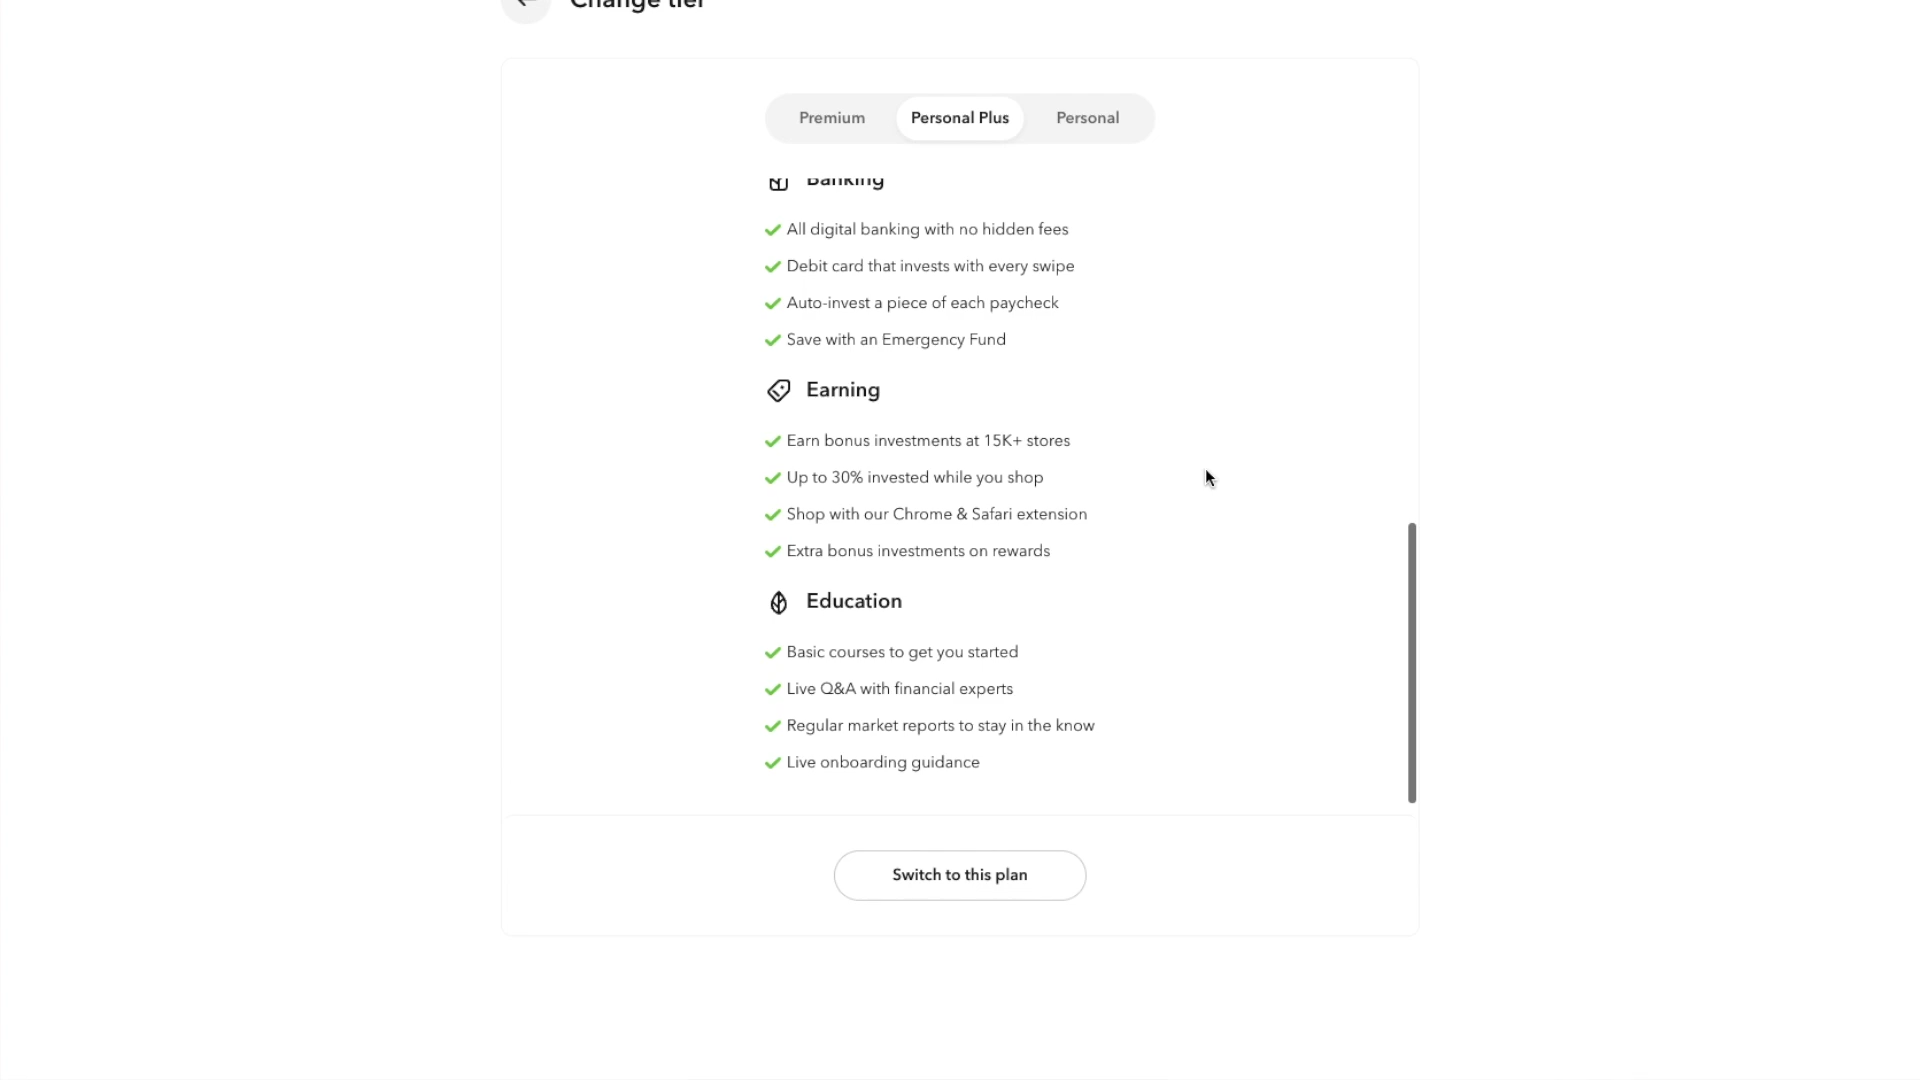 Change tier
Premium
Personal Plus
Personal
Banking
All digital banking with no hidden fees
Debit card that invests with every swipe
Auto-invest a piece of each paycheck
Save with an Emergency Fund
Earning
Earn bonus investments at 15K+ stores
Up to 30% invested while you shop
Shop with our Chrome & Safari extension
Extra bonus investments on rewards
Education
Basic courses to get you started
Live Q&A with financial experts
Regular market reports to stay in the know
Live onboarding guidance
Switch to this plan